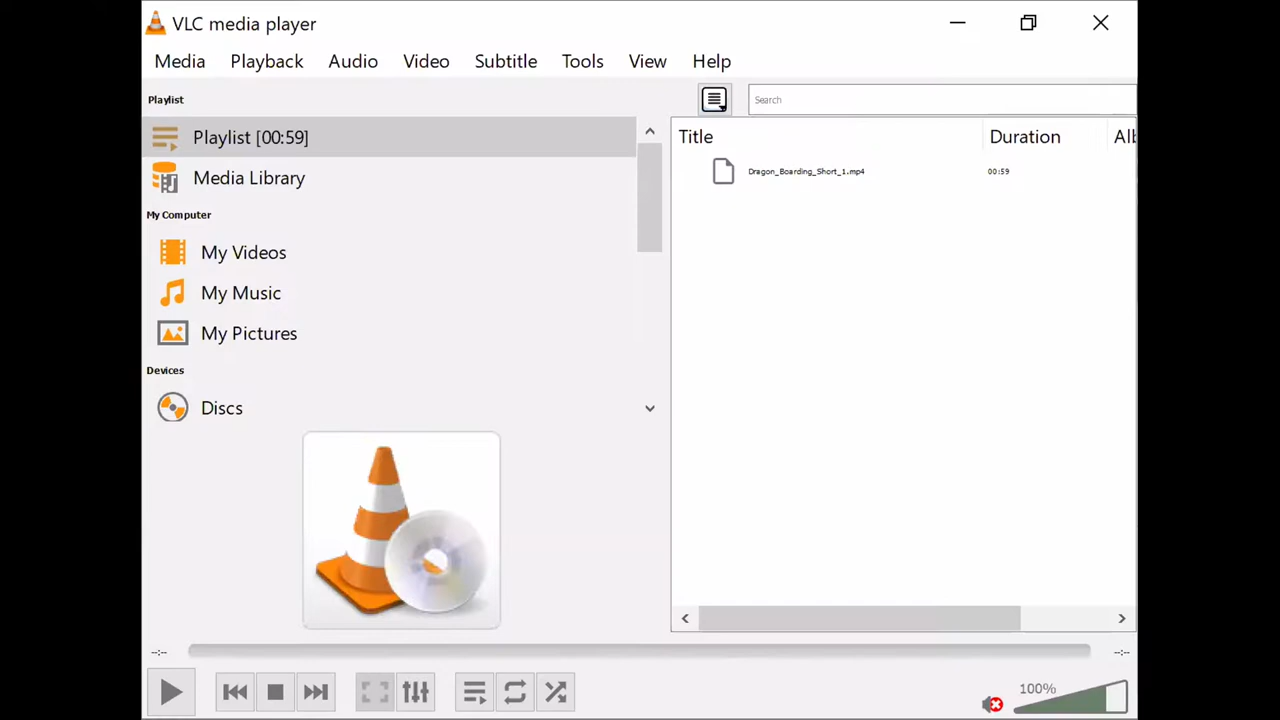 VLC media player
Media Playback Audio Video Subtitle Tools View Help
Playlist
Search
Playlist [00:59]
Media Library
My Computer
My Videos
My Music
My Pictures
Devices
Discs
Title Duration Alb
Dragon_Boarding_Short_1.mp4 00:59
--:-- --:--
100%